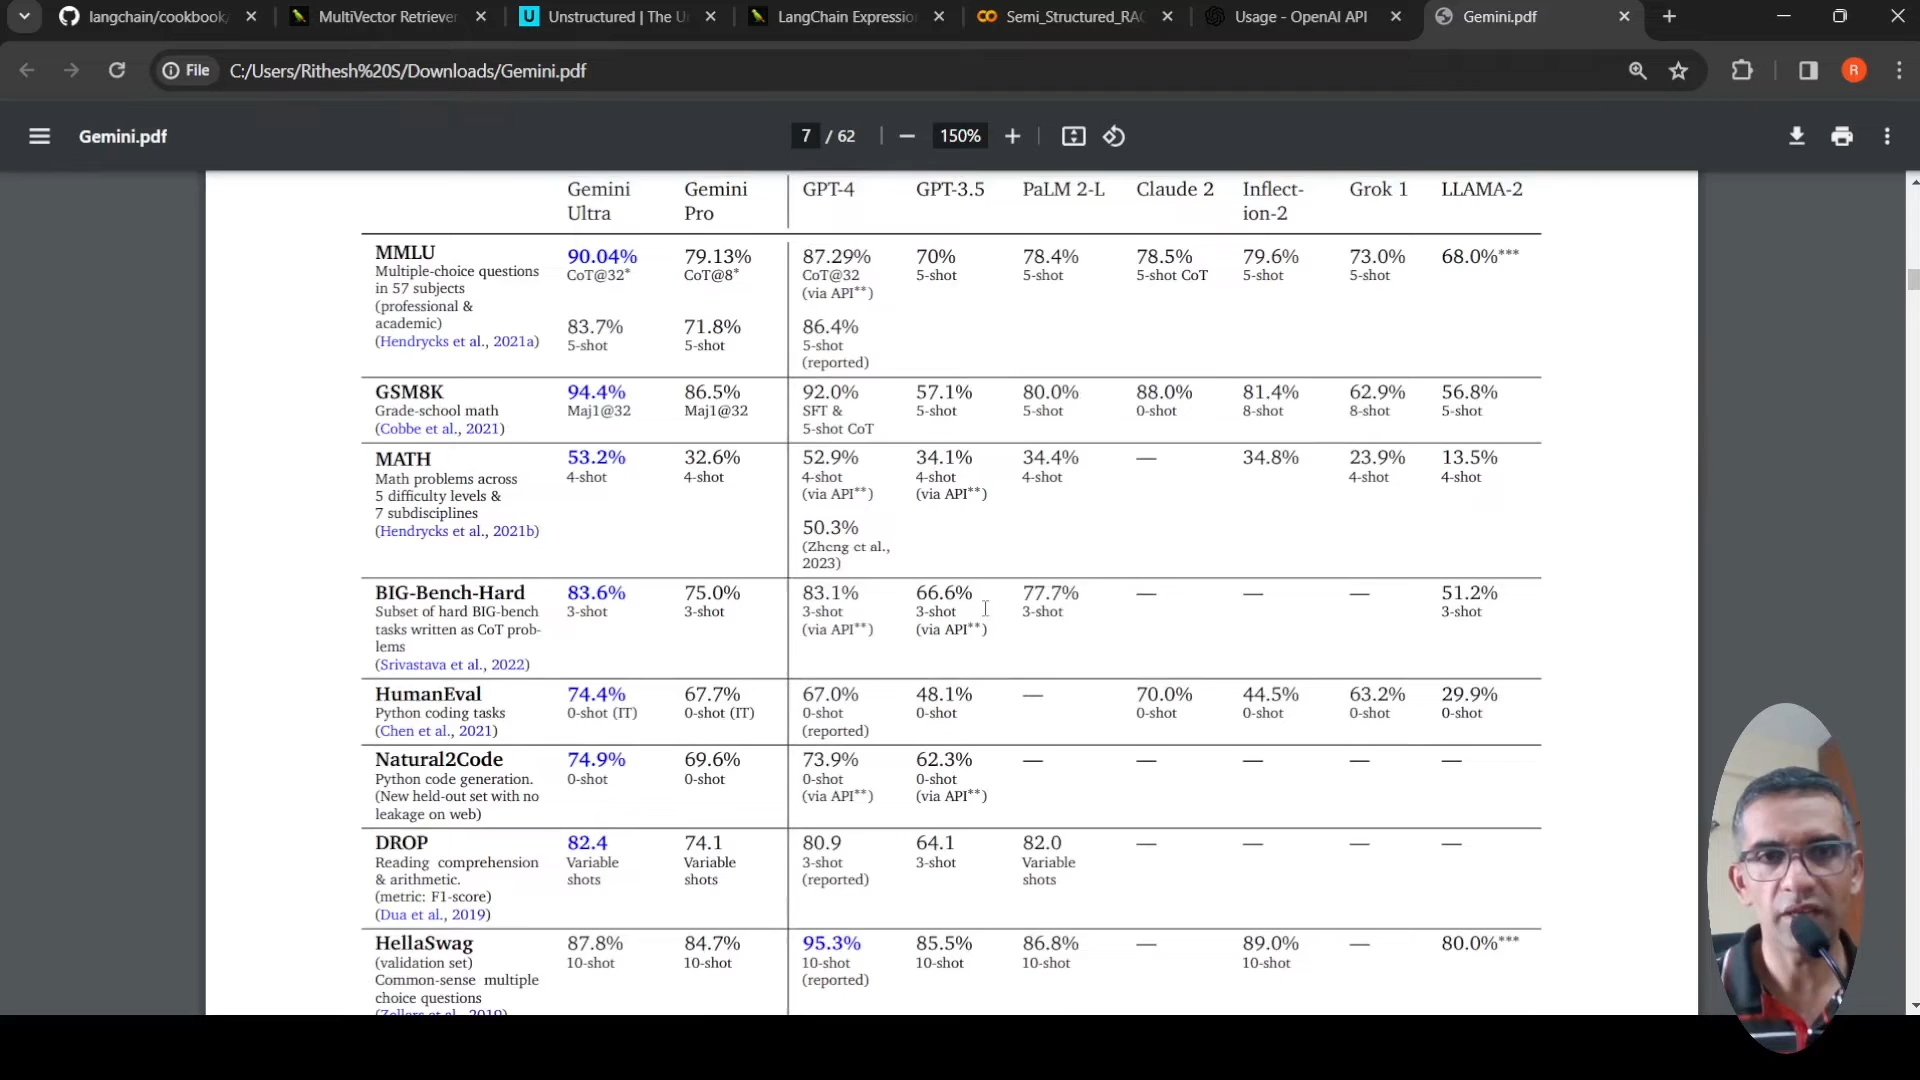 langchain/cookbook
MultiVector Retriever
Unstructured | The U
LangChain Expressio
Semi_Structured_RA
Usage - OpenAI API
Gemini.pdf
File
C:/Users/Rithesh%20S/Downloads/Gemini.pdf
R
Gemini.pdf
7 / 62
150%
Gemini Ultra
Gemini Pro
GPT-4
GPT-3.5
PaLM 2-L
Claude 2
Inflect-
ion-2
Grok 1
LLAMA-2
MMLU
Multiple-choice questions
in 57 subjects
(professional &
academic)
(Hendrycks et al., 2021a)
90.04%
CoT@32*
83.7%
5-shot
79.13%
CoT@8*
71.8%
5-shot
87.29%
CoT@32
(via API**)
86.4%
5-shot
(reported)
70%
5-shot
78.4%
5-shot
78.5%
5-shot CoT
79.6%
5-shot
73.0%
5-shot
68.0%***
GSM8K
Grade-school math
(Cobbe et al., 2021)
94.4%
Maj1@32
86.5%
Maj1@32
92.0%
SFT &
5-shot CoT
57.1%
5-shot
80.0%
5-shot
88.0%
0-shot
81.4%
8-shot
62.9%
8-shot
56.8%
5-shot
MATH
Math problems across
5 difficulty levels &
7 subdisciplines
(Hendrycks et al., 2021b)
53.2%
4-shot
32.6%
4-shot
52.9%
4-shot
(via API**)
50.3%
(Zheng et al.,
2023)
34.1%
4-shot
(via API**)
34.4%
4-shot
—
34.8%
23.9%
4-shot
13.5%
4-shot
BIG-Bench-Hard
Subset of hard BIG-bench
tasks written as CoT prob-
lems
(Srivastava et al., 2022)
83.6%
3-shot
75.0%
3-shot
83.1%
3-shot
(via API**)
66.6%
3-shot
(via API**)
77.7%
3-shot
—
—
—
51.2%
3-shot
HumanEval
Python coding tasks
(Chen et al., 2021)
74.4%
0-shot (IT)
67.7%
0-shot (IT)
67.0%
0-shot
(reported)
48.1%
0-shot
—
70.0%
0-shot
44.5%
0-shot
63.2%
0-shot
29.9%
0-shot
Natural2Code
Python code generation.
(New held-out set with no
leakage on web)
74.9%
0-shot
69.6%
0-shot
73.9%
0-shot
(via API**)
62.3%
0-shot
(via API**)
—
—
—
—
—
DROP
Reading comprehension
& arithmetic.
(metric: F1-score)
(Dua et al., 2019)
82.4
Variable
shots
74.1
Variable
shots
80.9
3-shot
(reported)
64.1
3-shot
82.0
Variable
shots
—
—
—
—
HellaSwag
(validation set)
Common-sense multiple
choice questions
(Zellers et al., 2019)
87.8%
10-shot
84.7%
10-shot
95.3%
10-shot
(reported)
85.5%
10-shot
86.8%
10-shot
—
89.0%
10-shot
—
80.0%***